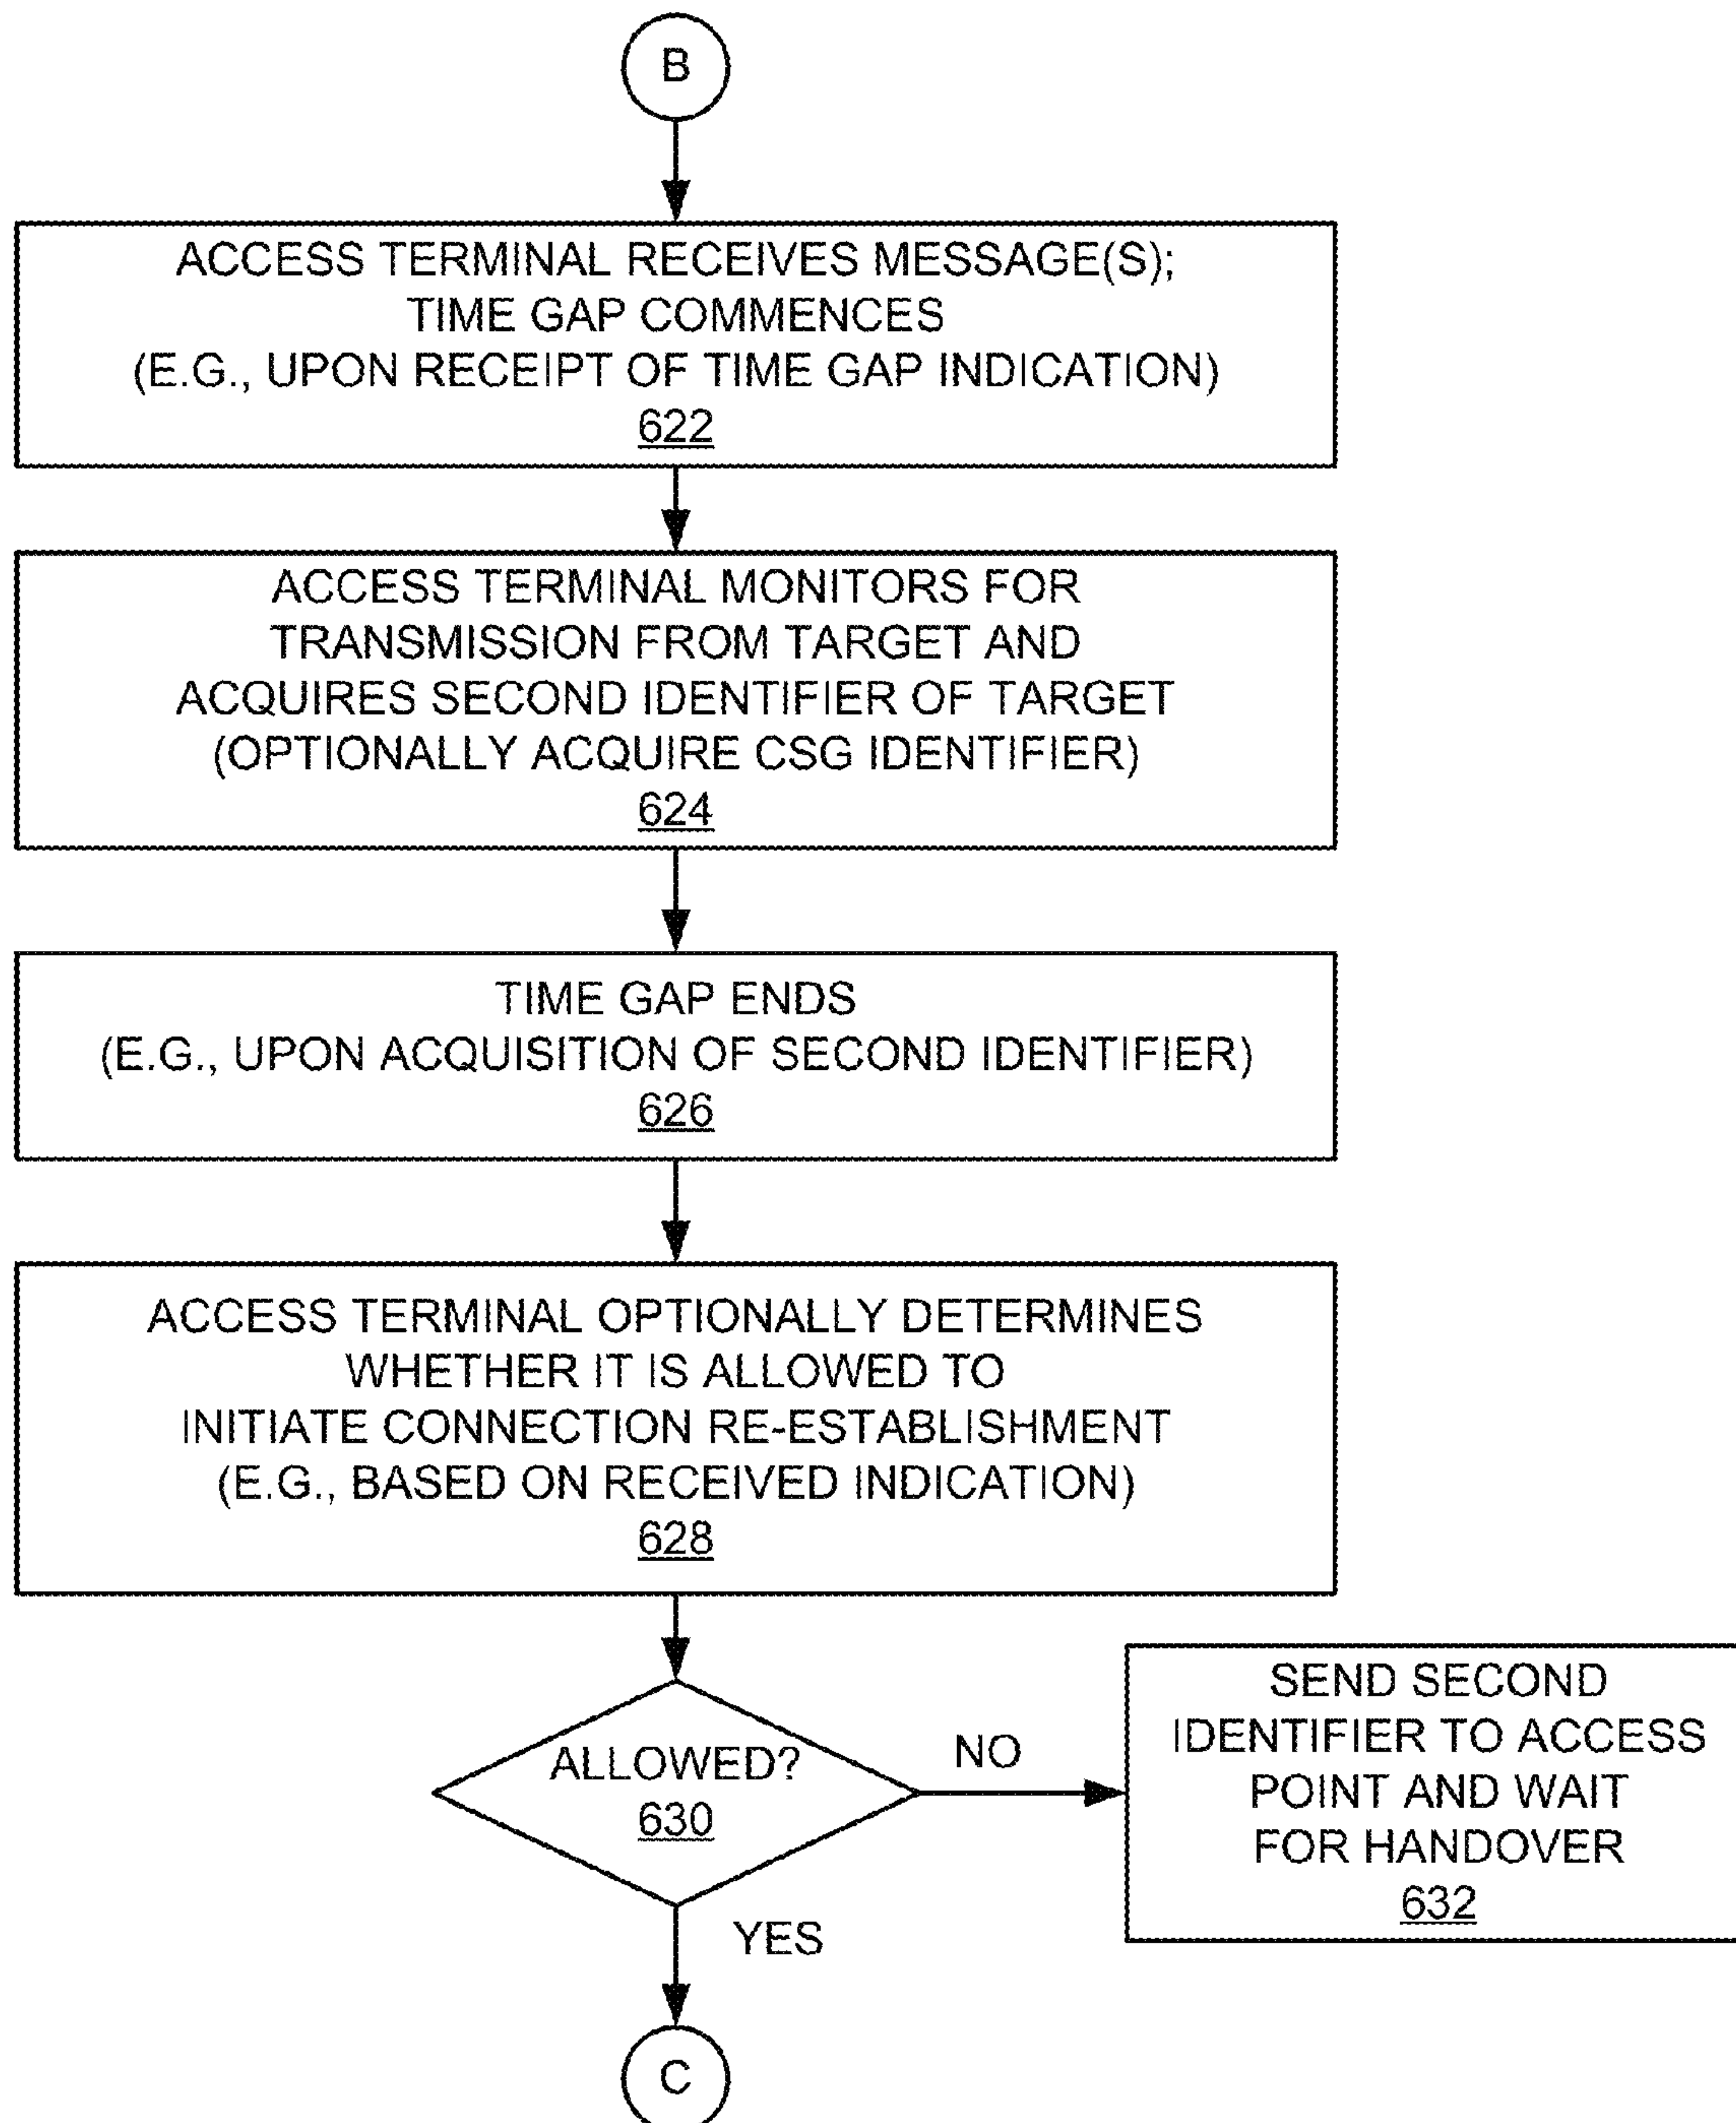 B
ACCESS TERMINAL RECEIVES MESSAGE(S);
TIME GAP COMMENCES
(E.G., UPON RECEIPT OF TIME GAP INDICATION)
622
ACCESS TERMINAL MONITORS FOR
TRANSMISSION FROM TARGET AND
ACQUIRES SECOND IDENTIFIER OF TARGET
(OPTIONALLY ACQUIRE CSG IDENTIFIER)
624
TIME GAP ENDS
(E.G., UPON ACQUISITION OF SECOND IDENTIFIER)
626
ACCESS TERMINAL OPTIONALLY DETERMINES
WHETHER IT IS ALLOWED TO
INITIATE CONNECTION RE-ESTABLISHMENT
(E.G., BASED ON RECEIVED INDICATION)
628
ALLOWED?
630
NO
SEND SECOND
IDENTIFIER TO ACCESS
POINT AND WAIT
FOR HANDOVER
632
YES
C